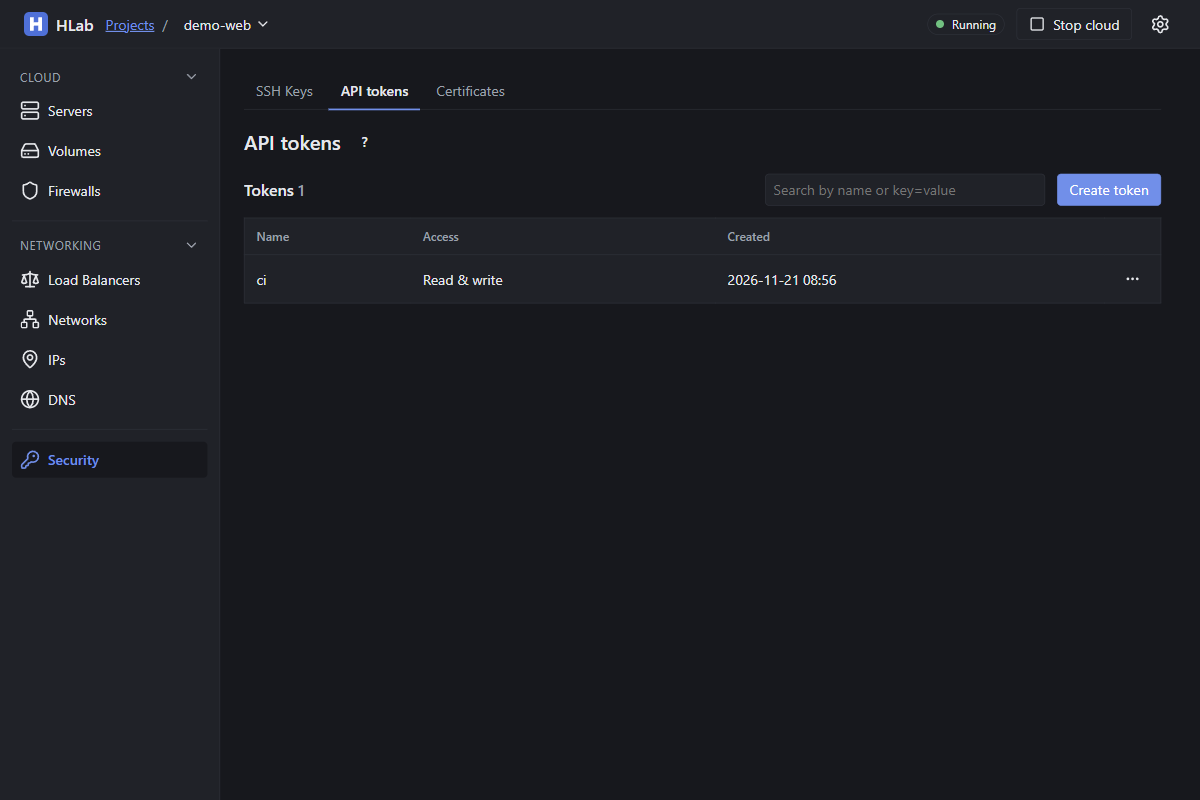 H HLab Projects / demo-web
Running
Stop cloud
CLOUD
Servers
Volumes
Firewalls
NETWORKING
Load Balancers
Networks
IPs
DNS
Security
SSH Keys API tokens Certificates
API tokens ?
Tokens 1
Search by name or key=value
Create token
Name Access Created
ci Read & write 2026-11-21 08:56